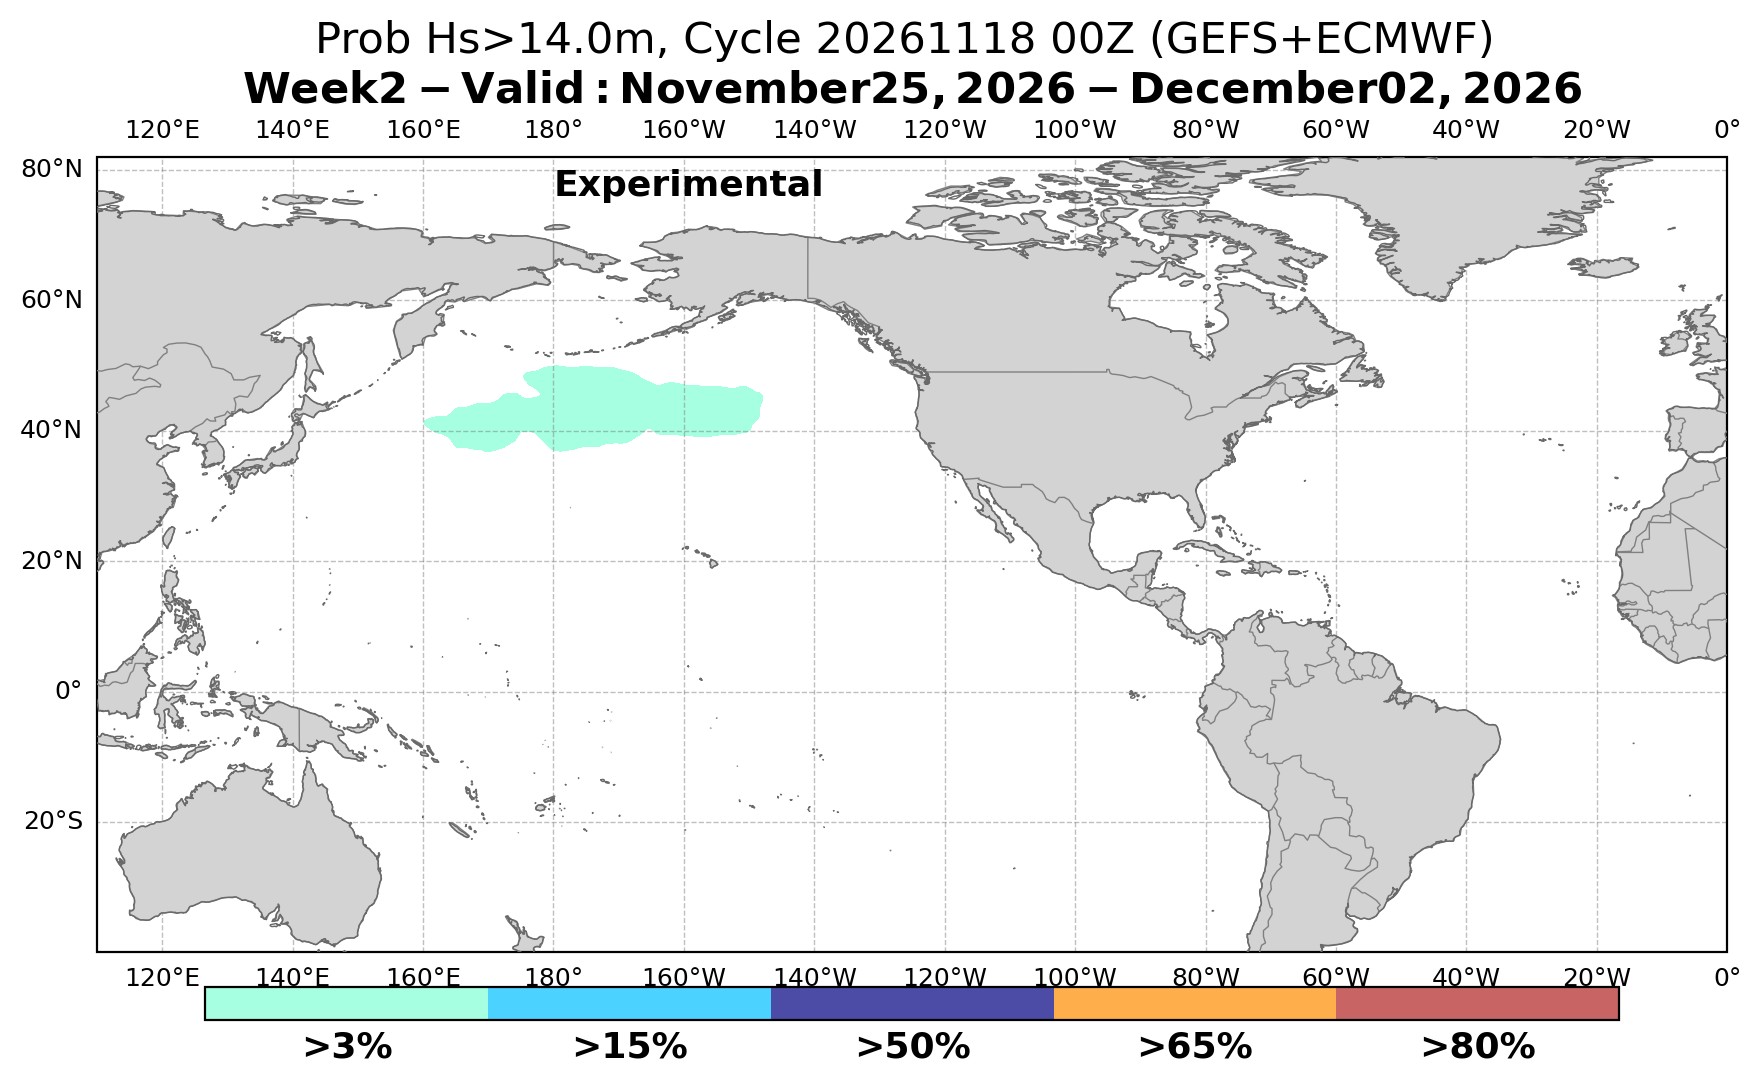 Prob Hs>14.0m, Cycle 20261118 00Z (GEFS+ECMWF)
Week2 – Valid : November25, 2026 – December02, 2026
120°E 140°E 160°E 180° 160°W 140°W 120°W 100°W 80°W 60°W 40°W 20°W 0°
80°N
Experimental
60°N
40°N
20°N
0°
20°S
120°E 140°E 160°E 180° 160°W 140°W 120°W 100°W 80°W 60°W 40°W 20°W 0°
>3% >15% >50% >65% >80%